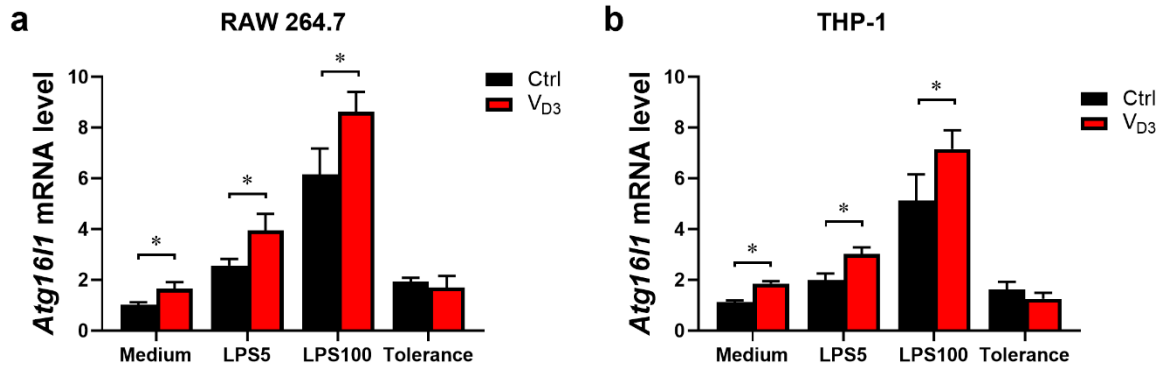 a
RAW 264.7
Atg16l1 mRNA level
10
8
6
4
2
0
*
*
*
Medium
LPS5
LPS100
Tolerance
Ctrl
VD3
b
THP-1
Atg16l1 mRNA level
10
8
6
4
2
0
*
*
*
Medium
LPS5
LPS100
Tolerance
Ctrl
VD3